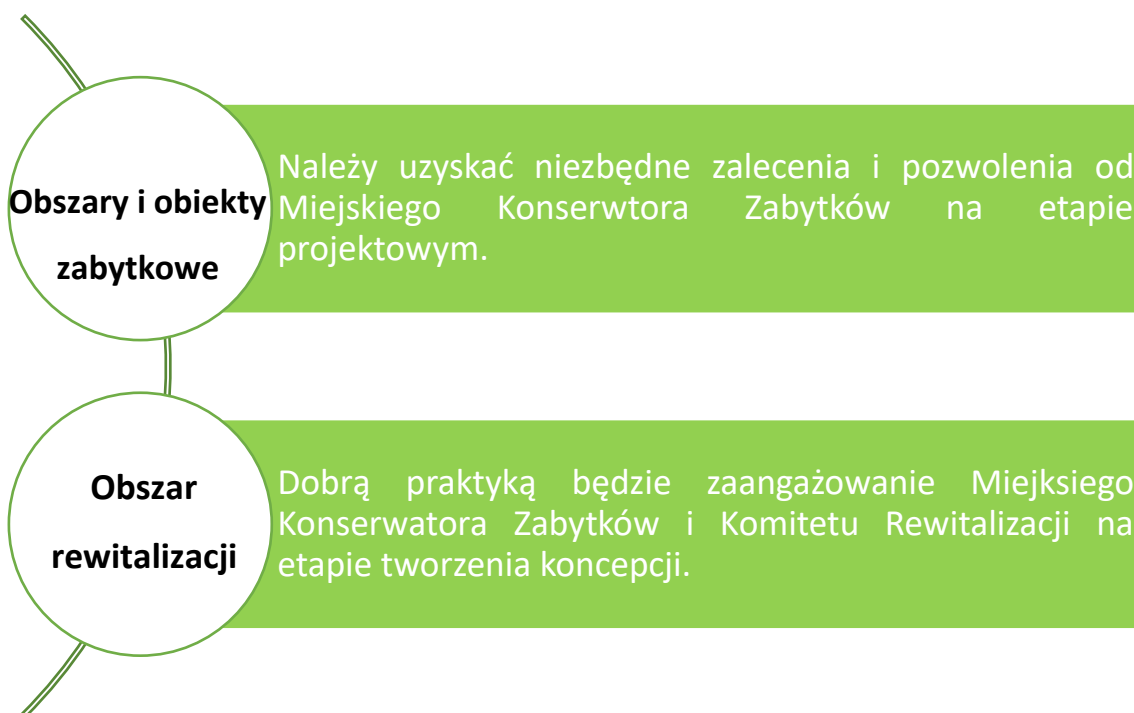 Obszary i obiekty
zabytkowe
Należy uzyskać niezbędne zalecenia i pozwolenia od
Miejskiego Konserwtora Zabytków na etapie
projektowym.
Obszar
rewitalizacji
Dobrą praktyką będzie zaangażowanie Miejksiego
Konserwatora Zabytków i Komitetu Rewitalizacji na
etapie tworzenia koncepcji.